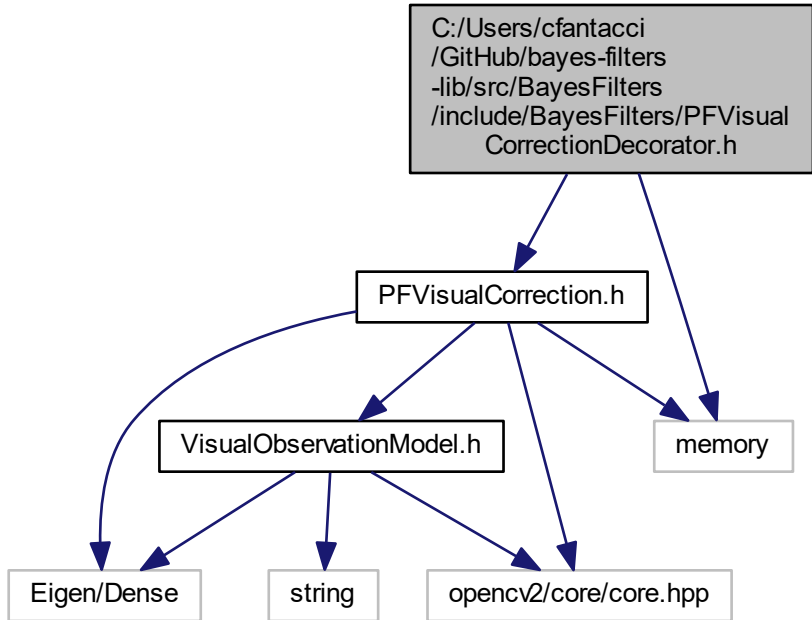 C:/Users/cfantacci
/GitHub/bayes-filters
-lib/src/BayesFilters
/include/BayesFilters/PFVisual
CorrectionDecorator.h
PFVisualCorrection.h
VisualObservationModel.h
memory
Eigen/Dense
string
opencv2/core/core.hpp